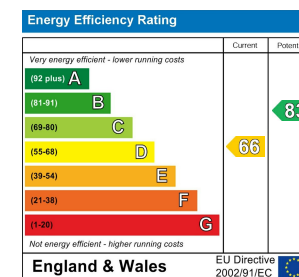 Energy Efficiency Rating
Current
Very energy efficient - lower running costs
(92 plus) A
(81-91) B
(69-80) C
(55-68) D
66
(39-54) E
(21-38) F
(1-20) G
Not energy efficient - higher running costs
England & Wales
EU Directive
2002/91/EC